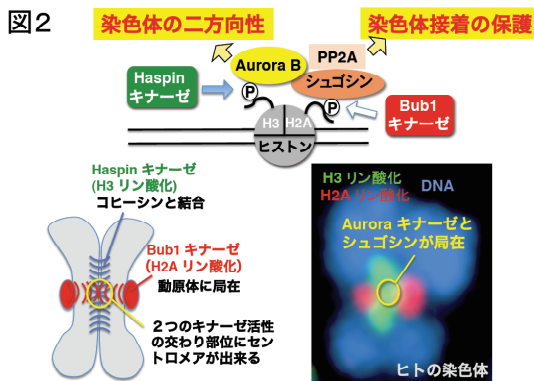 図2
染色体の二方向性
染色体接着の保護
PP2A
Aurora B
シュゴシン
Haspin
キナーゼ
P
P
Bub1
キナーゼ
H3
H2A
ヒストン
Haspin キナーゼ
(H3 リン酸化)
コヒーシンと結合
Bub1 キナーゼ
(H2A リン酸化)
動原体に局在
2つのキナーゼ活性
の交わり部位にセン
トロメアが出来る
H3 リン酸化
H2A リン酸化
DNA
Aurora キナーゼと
シュゴシンが局在
ヒトの染色体